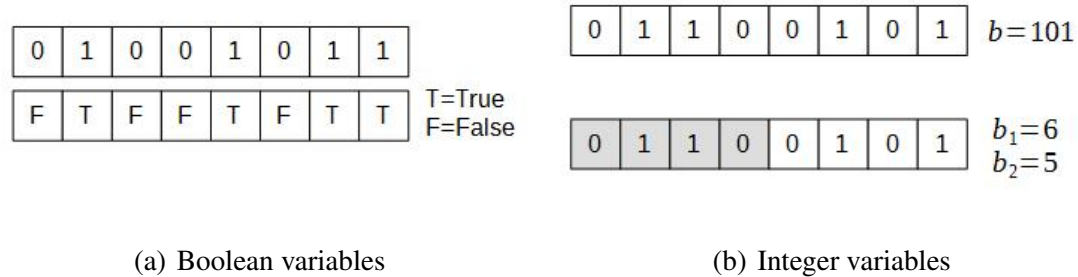 0 1 0 0 1 0 1 1
F T F F T F T T
T=True
F=False
(a) Boolean variables
0 1 1 0 0 1 0 1 b=101
0 1 1 0 0 1 0 1
b₁=6
b₂=5
(b) Integer variables